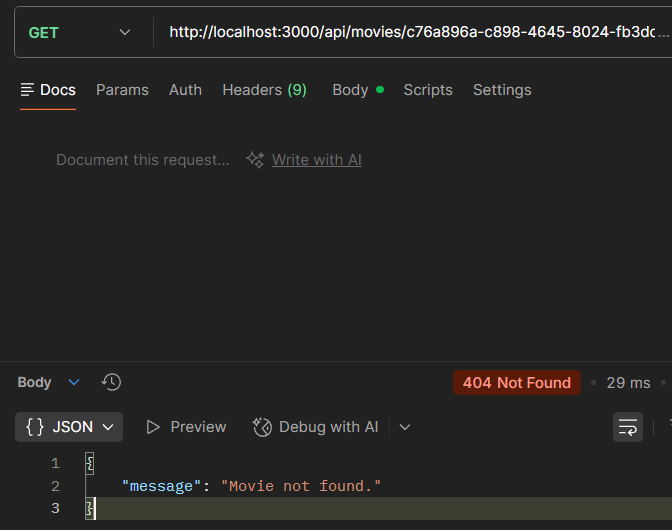 GET http://localhost:3000/api/movies/c76a896a-c898-4645-8024-fb3dc...
Docs Params Auth Headers (9) Body Scripts Settings
Document this request... Write with AI
Body 404 Not Found 29 ms
{} JSON Preview Debug with AI
1 {
2 "message": "Movie not found."
3 }